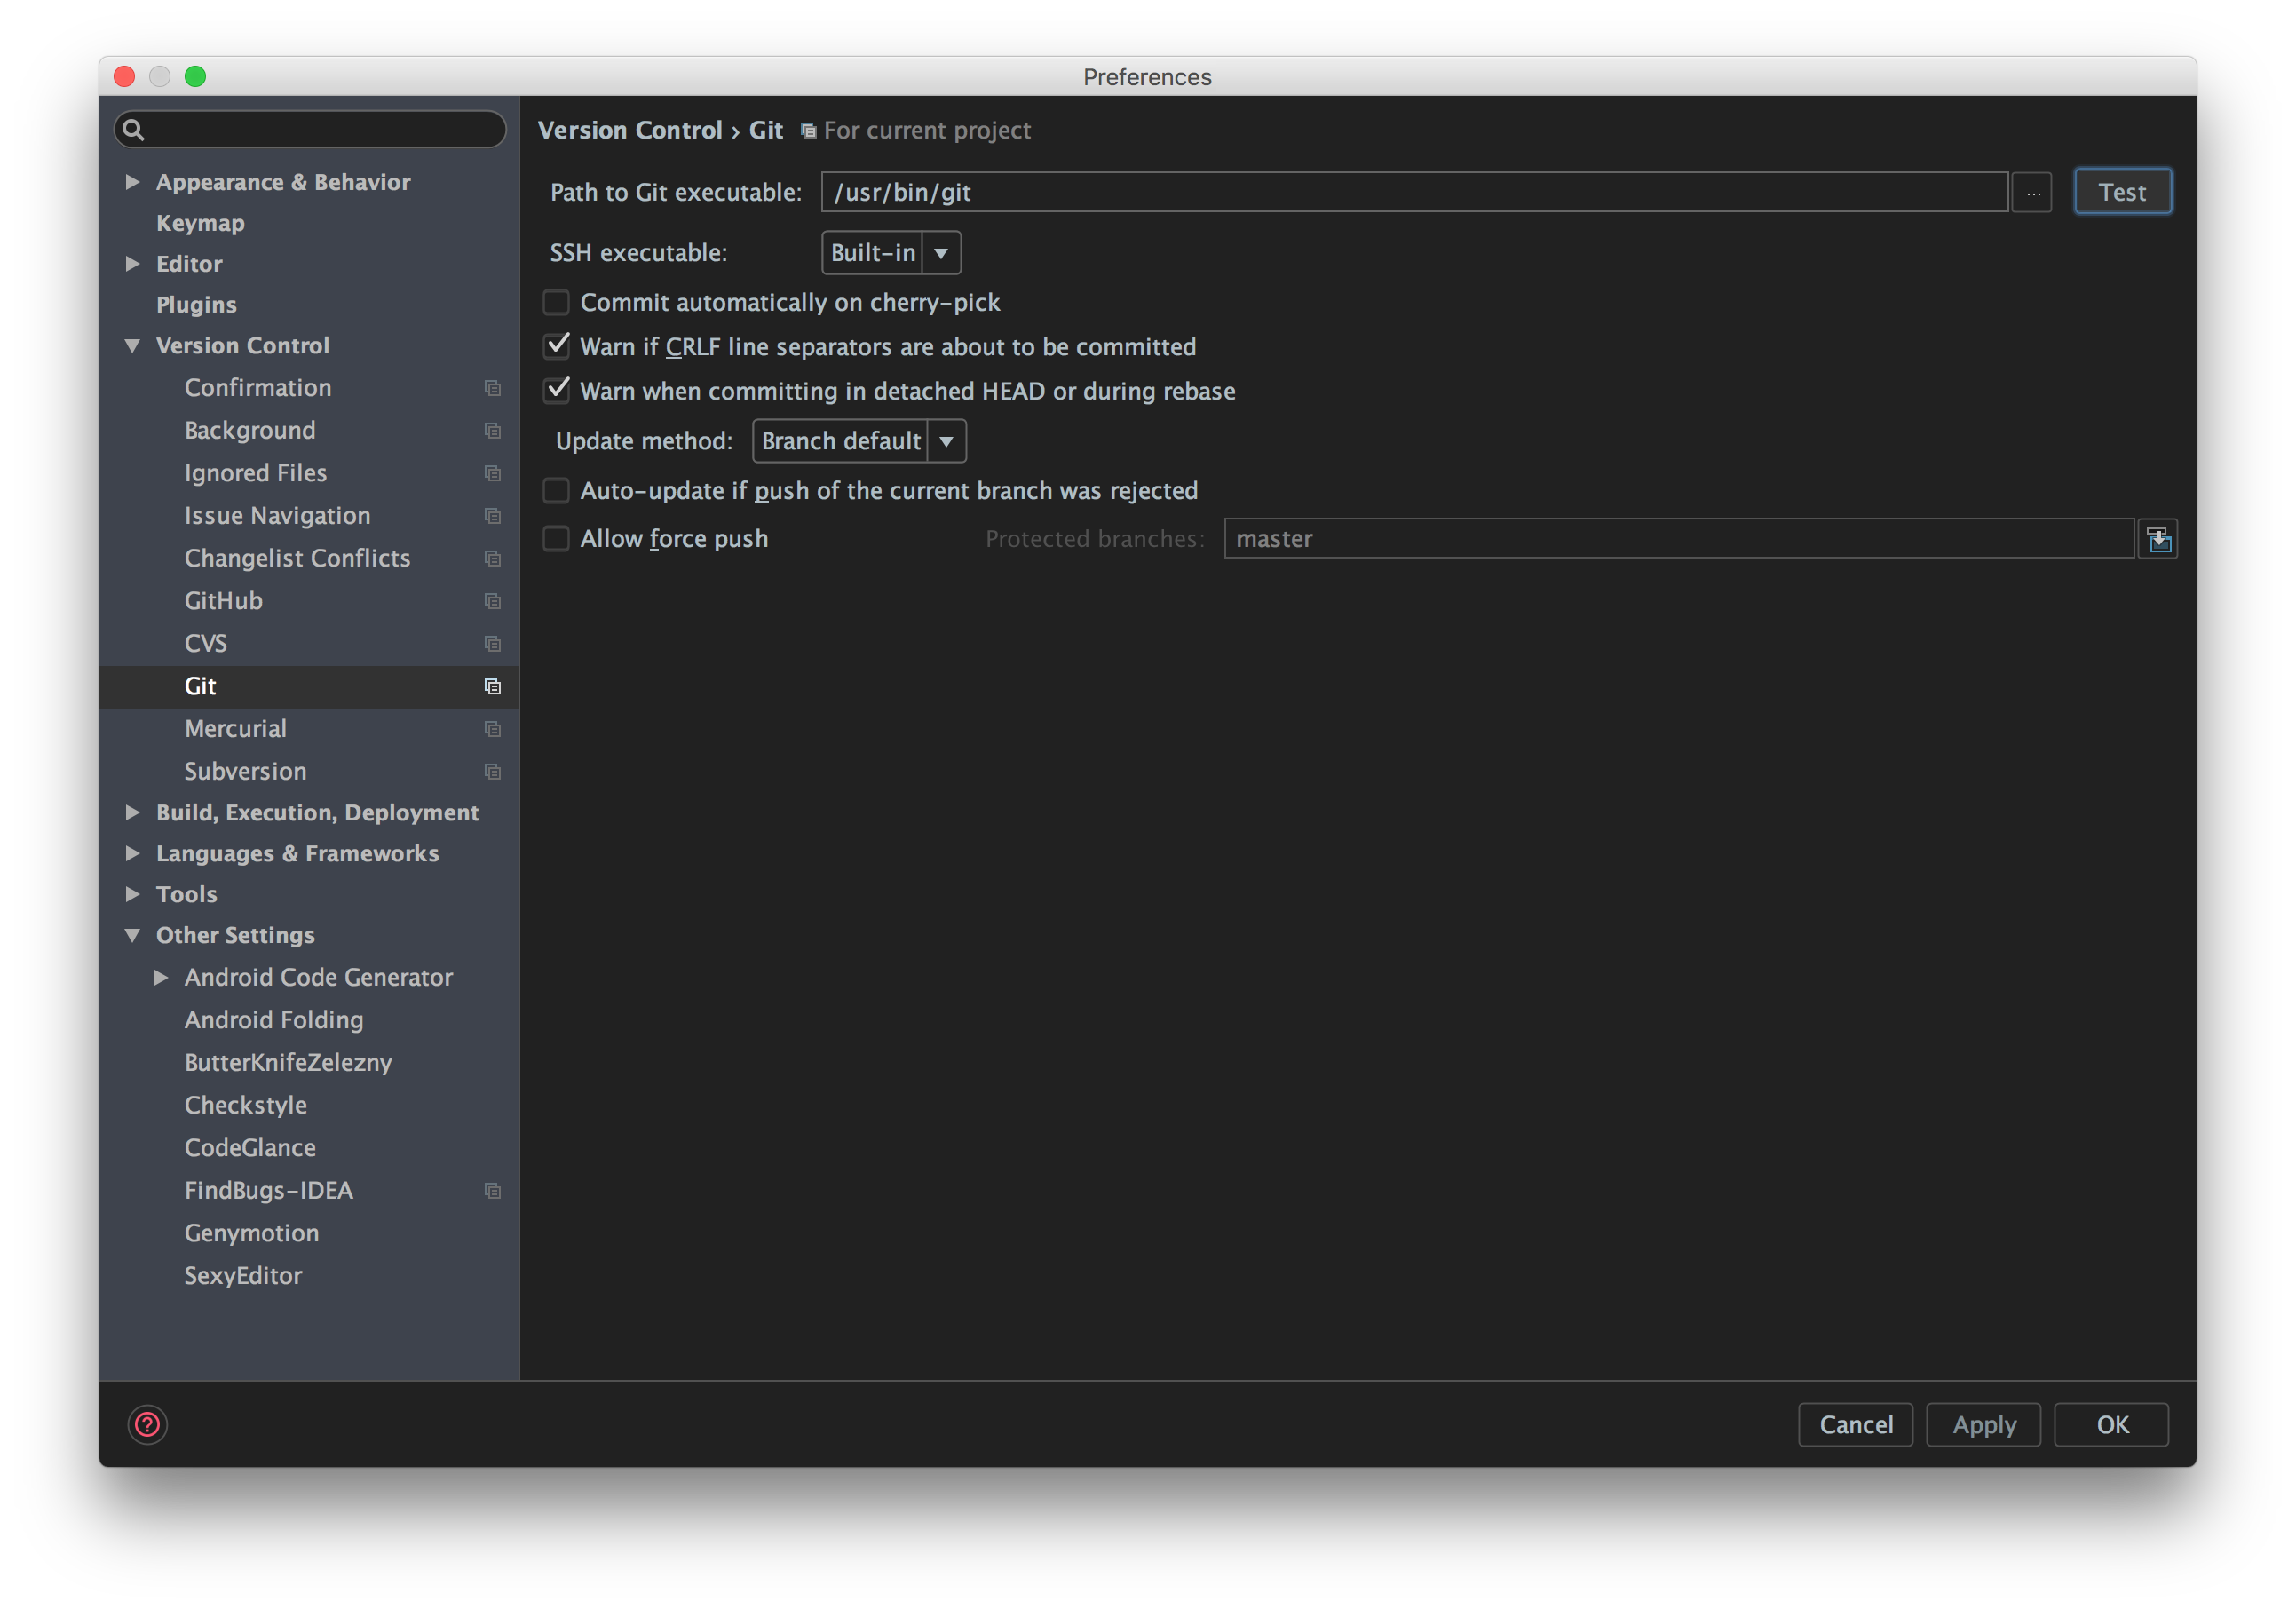 Preferences
Version Control › Git For current project
Appearance & Behavior
Keymap
Editor
Plugins
Version Control
Confirmation
Background
Ignored Files
Issue Navigation
Changelist Conflicts
GitHub
CVS
Git
Mercurial
Subversion
Build, Execution, Deployment
Languages & Frameworks
Tools
Other Settings
Android Code Generator
Android Folding
ButterKnifeZelezny
Checkstyle
CodeGlance
FindBugs-IDEA
Genymotion
SexyEditor
Path to Git executable: /usr/bin/git ... Test
SSH executable: Built-in
Commit automatically on cherry-pick
Warn if CRLF line separators are about to be committed
Warn when committing in detached HEAD or during rebase
Update method: Branch default
Auto-update if push of the current branch was rejected
Allow force push Protected branches: master
? Cancel Apply OK